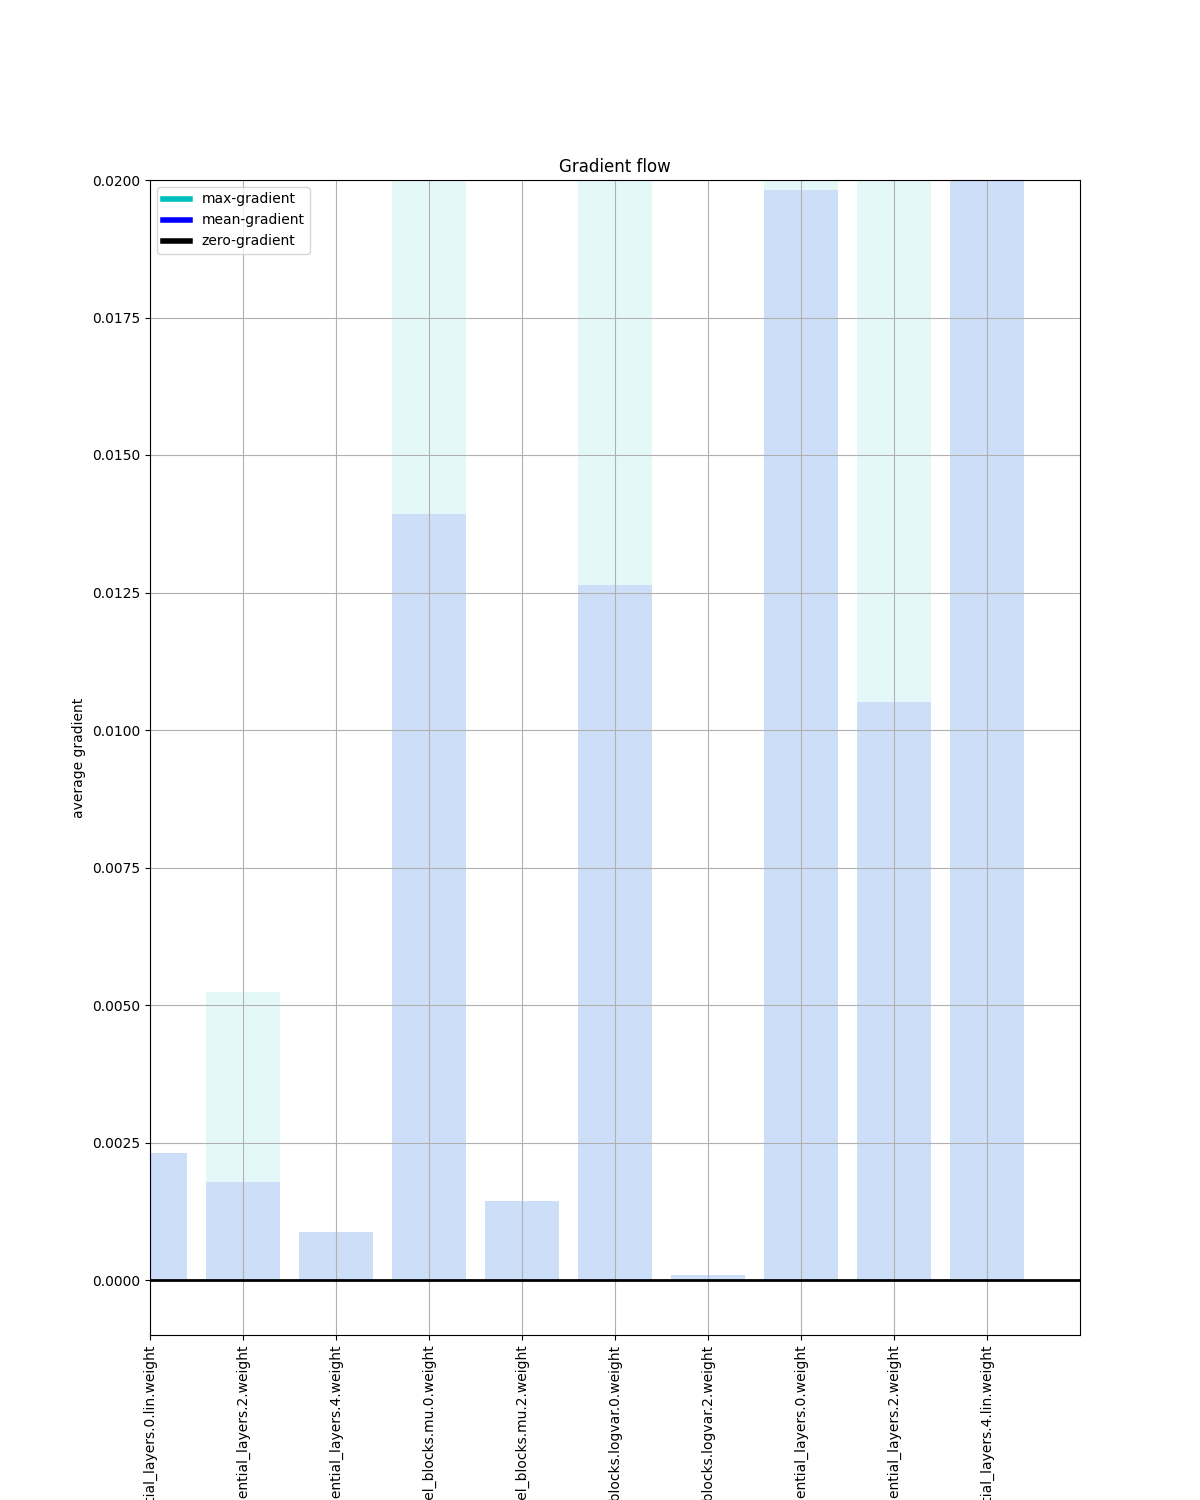 Gradient flow
max-gradient
mean-gradient
zero-gradient
0.0200
0.0175
0.0150
0.0125
0.0100
0.0075
0.0050
0.0025
0.0000
average gradient
tial_layers.0.lin.weight
ential_layers.2.weight
ential_layers.4.weight
el_blocks.mu.0.weight
el_blocks.mu.2.weight
blocks.logvar.0.weight
blocks.logvar.2.weight
ential_layers.0.weight
ential_layers.2.weight
tial_layers.4.lin.weight